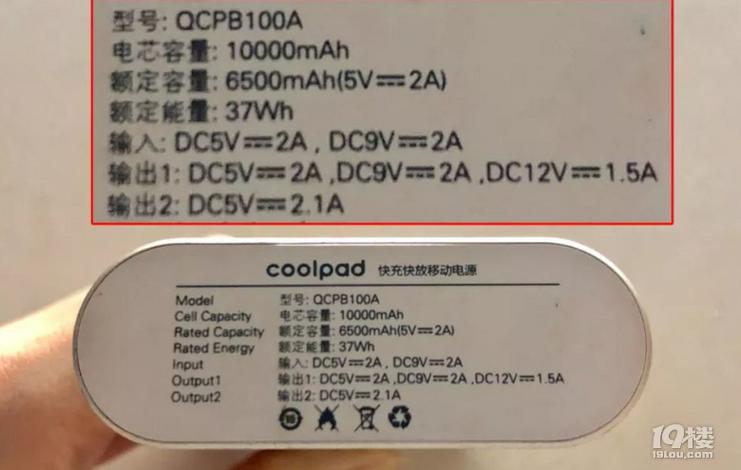 型号: QCPB100A
电芯容量: 10000mAh
额定容量: 6500mAh(5V⎓2A)
额定能量: 37Wh
输入: DC5V⎓2A , DC9V⎓2A
输出1: DC5V⎓2A ,DC9V⎓2A ,DC12V⎓1.5A
输出2: DC5V⎓2.1A
coolpad 快充快放移动电源
Model 型号: QCPB100A
Cell Capacity 电芯容量: 10000mAh
Rated Capacity 额定容量: 6500mAh(5V⎓2A)
Rated Energy 额定能量: 37Wh
Input 输入: DC5V⎓2A , DC9V⎓2A
Output1 输出1: DC5V⎓2A ,DC9V⎓2A ,DC12V⎓1.5A
Output2 输出2: DC5V⎓2.1A
19楼
19lou.com